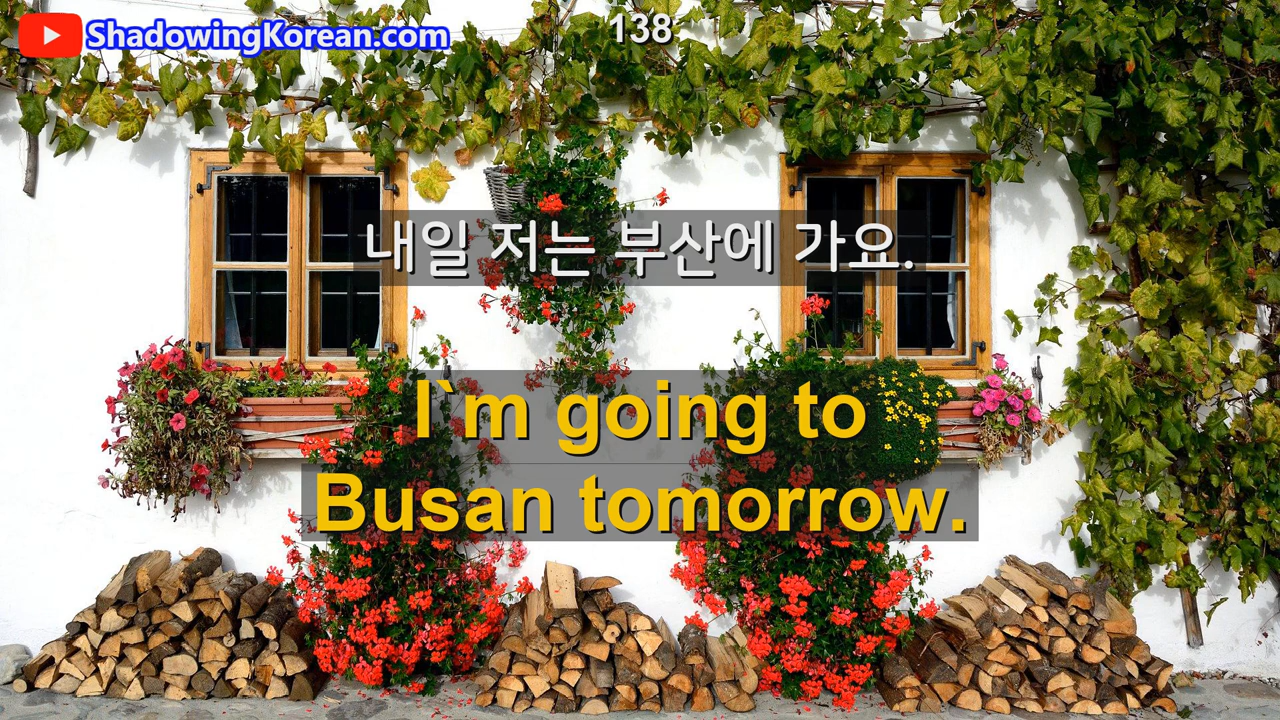 ShadowingKorean.com
138
내일 저는 부산에 가요.
I`m going to
Busan tomorrow.